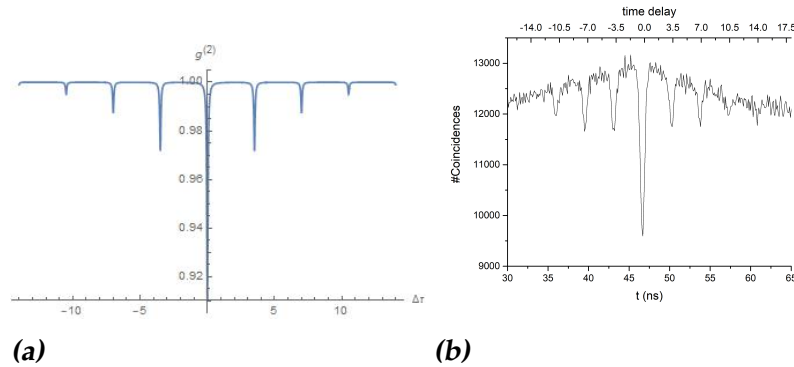 g(2)
1.00
0.98
0.96
0.94
0.92
−10
−5
5
10
Δτ
(a)
time delay
-14.0 -10.5 -7.0 -3.5 0.0 3.5 7.0 10.5 14.0 17.5
13000
12000
11000
10000
9000
#Coincidences
30 35 40 45 50 55 60 65
t (ns)
(b)